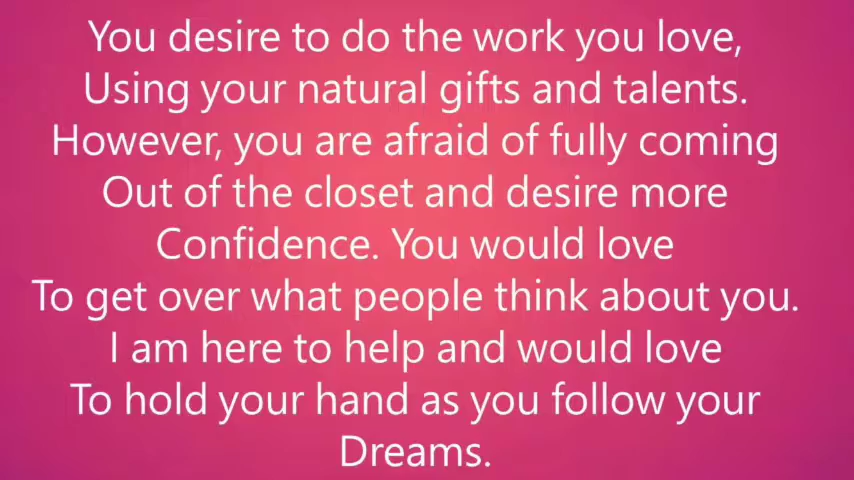 You desire to do the work you love,
Using your natural gifts and talents.
However, you are afraid of fully coming
Out of the closet and desire more
Confidence. You would love
To get over what people think about you.
I am here to help and would love
To hold your hand as you follow your
Dreams.